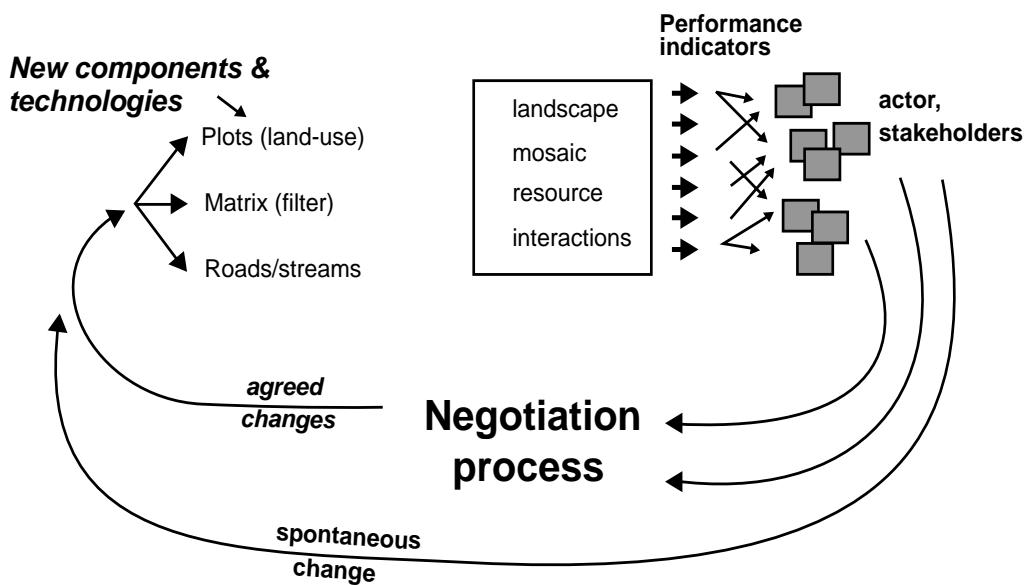 New components &
technologies
Plots (land-use)
Matrix (filter)
Roads/streams
landscape
mosaic
resource
interactions
Performance
indicators
actor,
stakeholders
agreed
changes
Negotiation
process
spontaneous
change